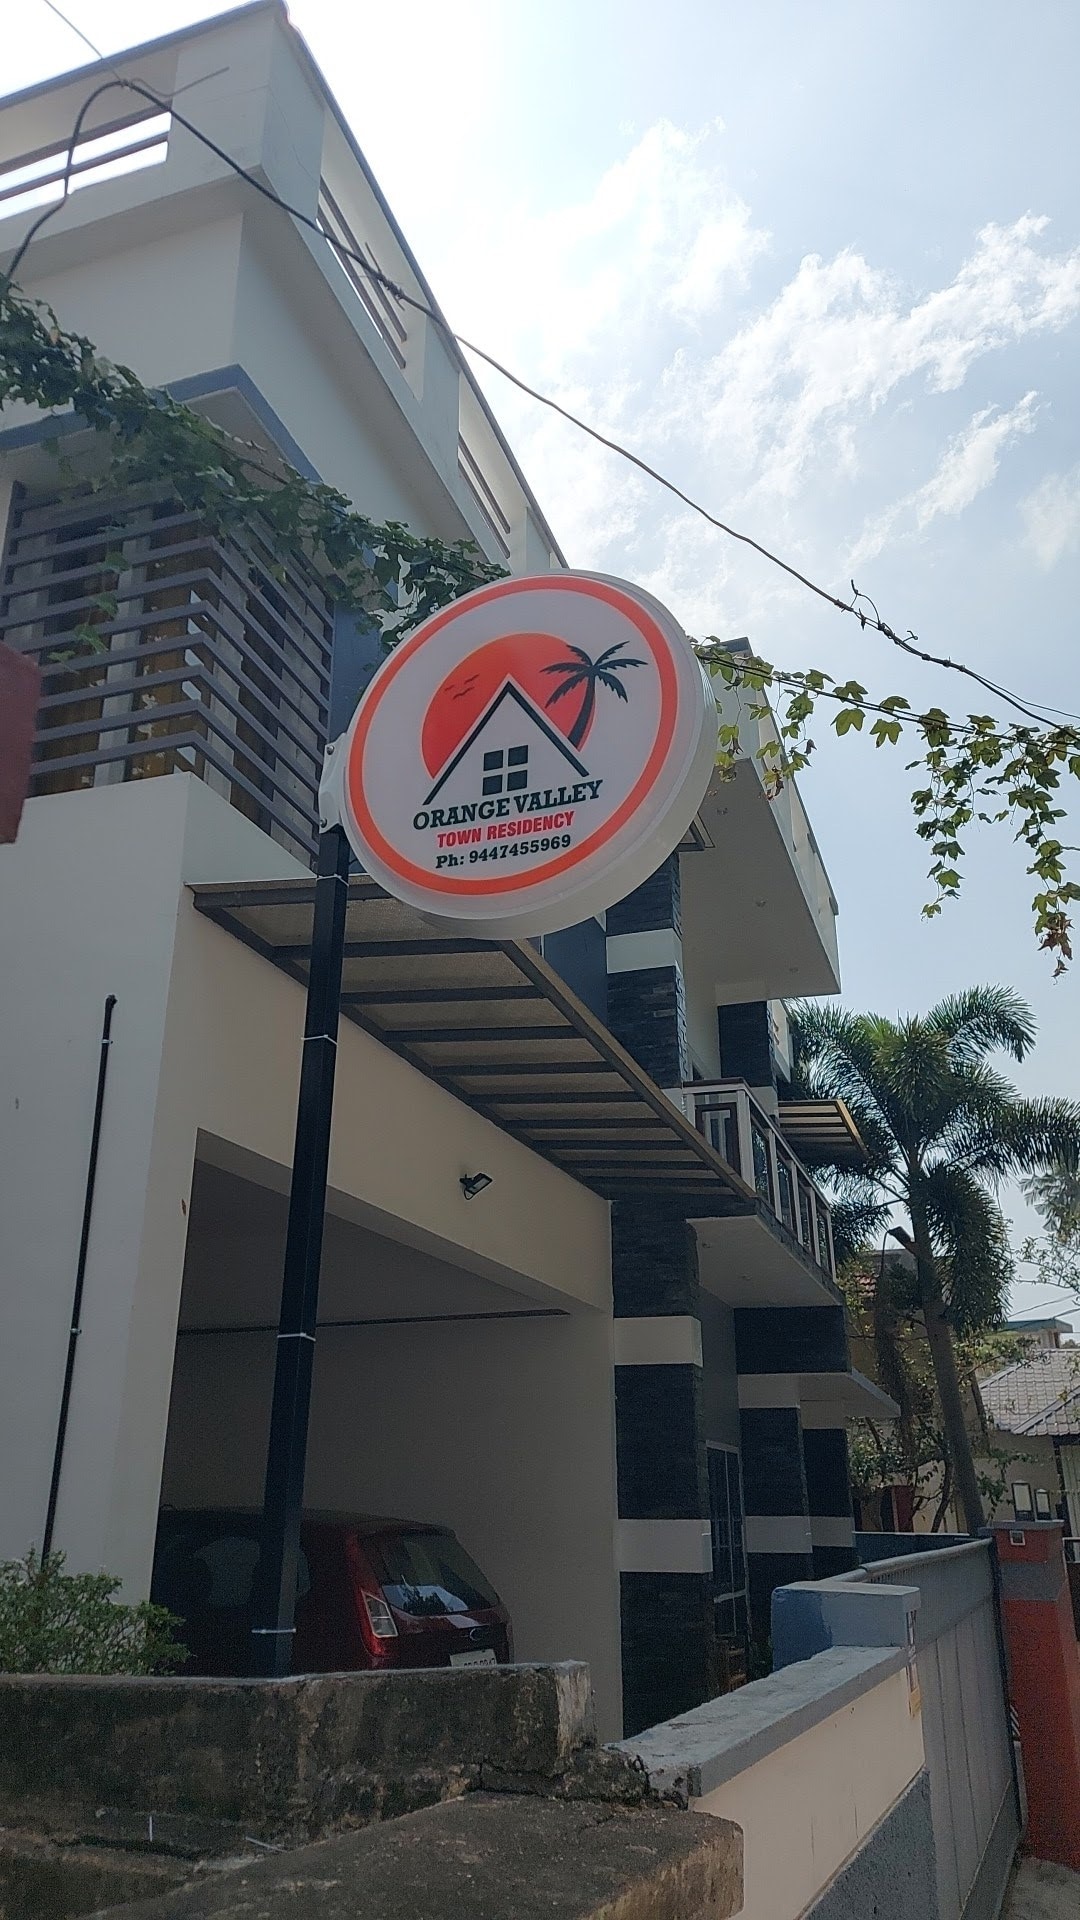 ORANGE VALLEY
TOWN RESIDENCY
Ph: 9447455969